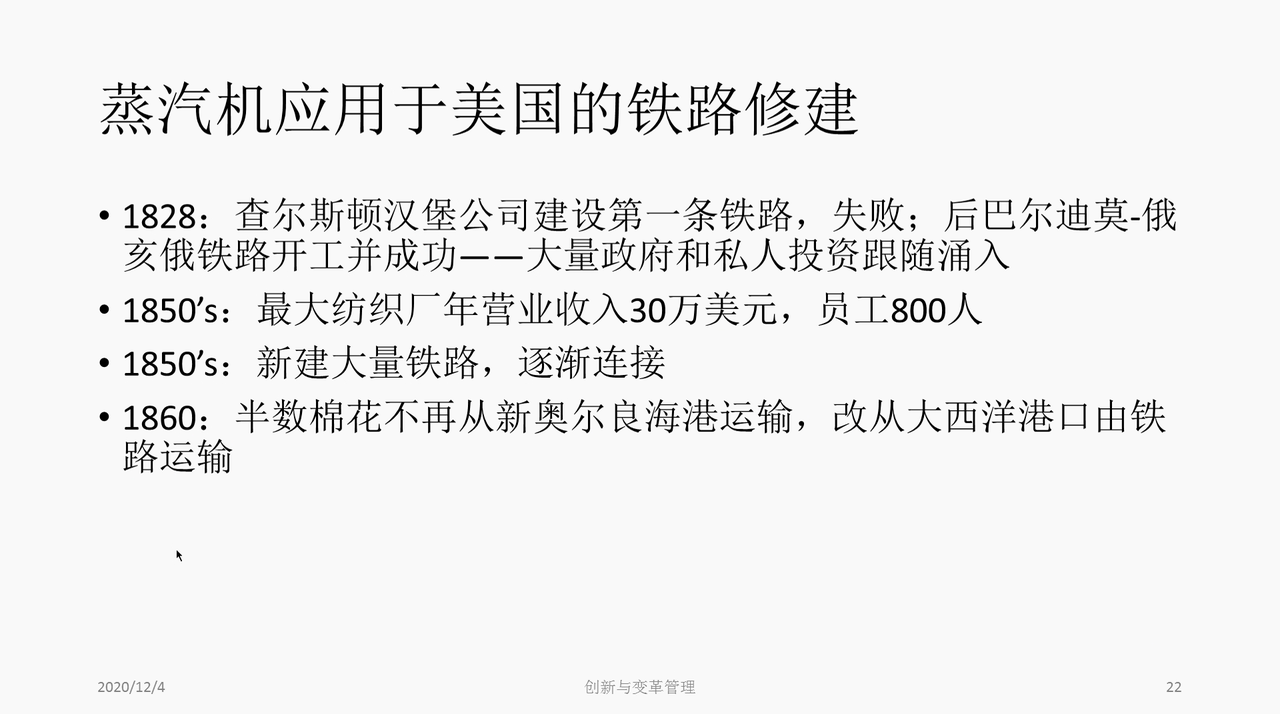 蒸汽机应用于美国的铁路修建
• 1828：查尔斯顿汉堡公司建设第一条铁路，失败；后巴尔迪莫-俄
亥俄铁路开工并成功——大量政府和私人投资跟随涌入
• 1850’s：最大纺织厂年营业收入30万美元，员工800人
• 1850’s：新建大量铁路，逐渐连接
• 1860：半数棉花不再从新奥尔良海港运输，改从大西洋港口由铁
路运输
2020/12/4
创新与变革管理
22